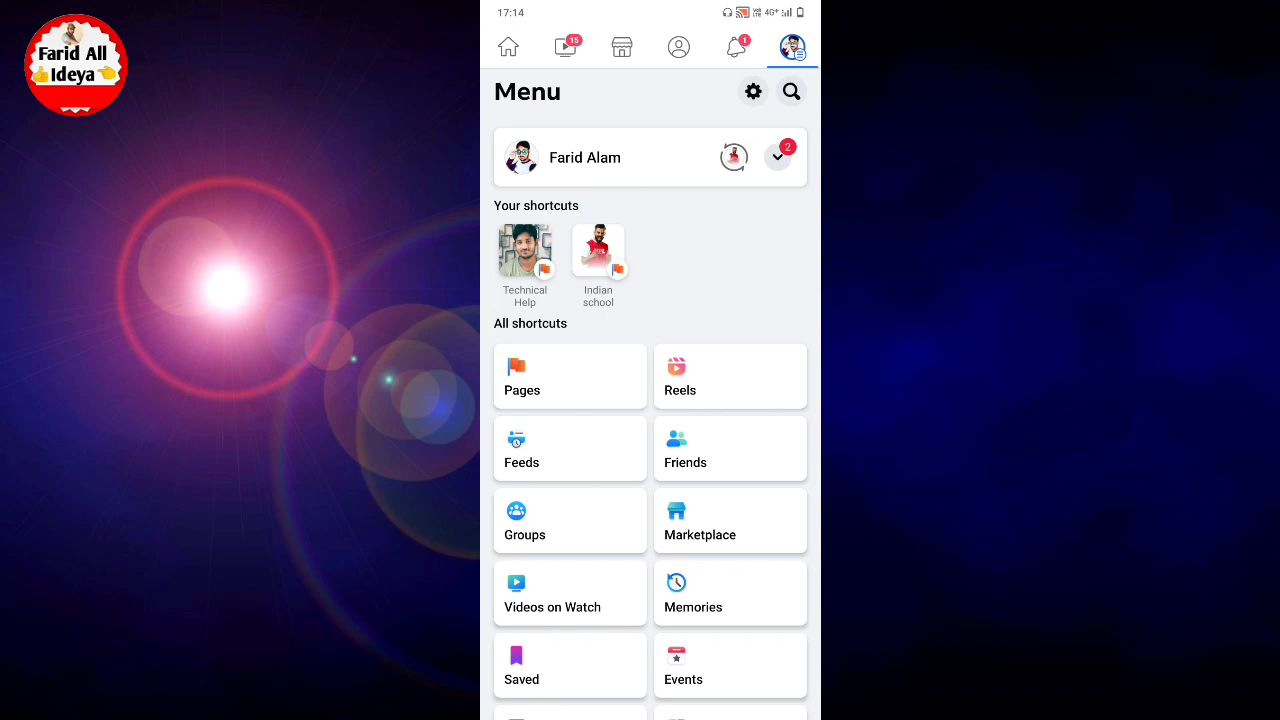 Farid All
Ideya
17:14
4G+
15
1
Menu
Farid Alam
2
Your shortcuts
Technical
Help
Indian
school
All shortcuts
Pages
Reels
Feeds
Friends
Groups
Marketplace
Videos on Watch
Memories
Saved
Events